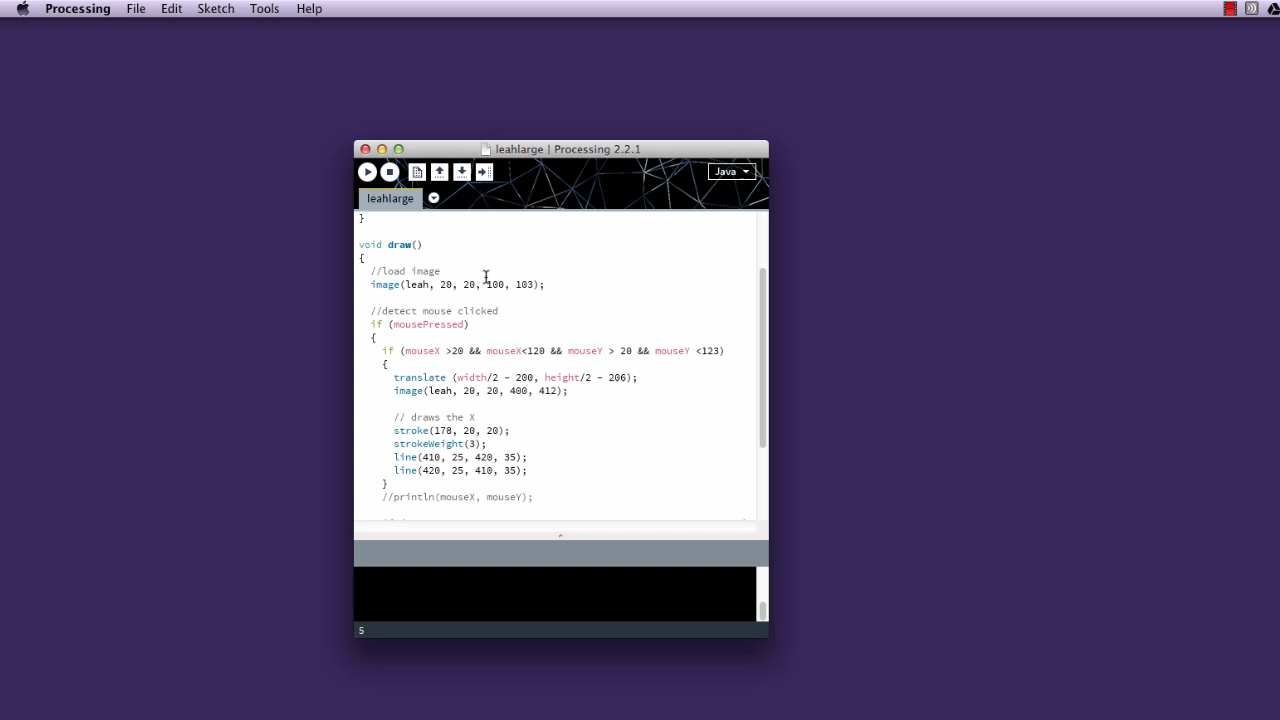 Processing File Edit Sketch Tools Help
leahlarge | Processing 2.2.1
Java
leahlarge
}
void draw()
{
//load image
image(leah, 20, 20, 100, 103);
//detect mouse clicked
if (mousePressed)
{
if (mouseX >20 && mouseX<120 && mouseY > 20 && mouseY <123)
{
translate (width/2 - 200, height/2 - 206);
image(leah, 20, 20, 400, 412);
// draws the X
stroke(178, 20, 20);
strokeWeight(3);
line(410, 25, 420, 35);
line(420, 25, 410, 35);
}
//println(mouseX, mouseY);
5